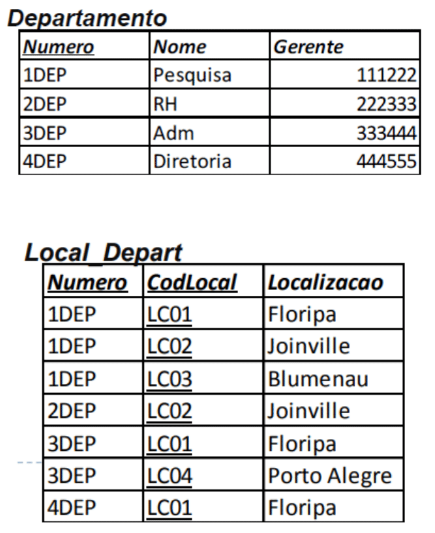 Departamento
Numero Nome Gerente
1DEP Pesquisa 111222
2DEP RH 222333
3DEP Adm 333444
4DEP Diretoria 444555
Local_Depart
Numero CodLocal Localizacao
1DEP LC01 Floripa
1DEP LC02 Joinville
1DEP LC03 Blumenau
2DEP LC02 Joinville
3DEP LC01 Floripa
3DEP LC04 Porto Alegre
4DEP LC01 Floripa